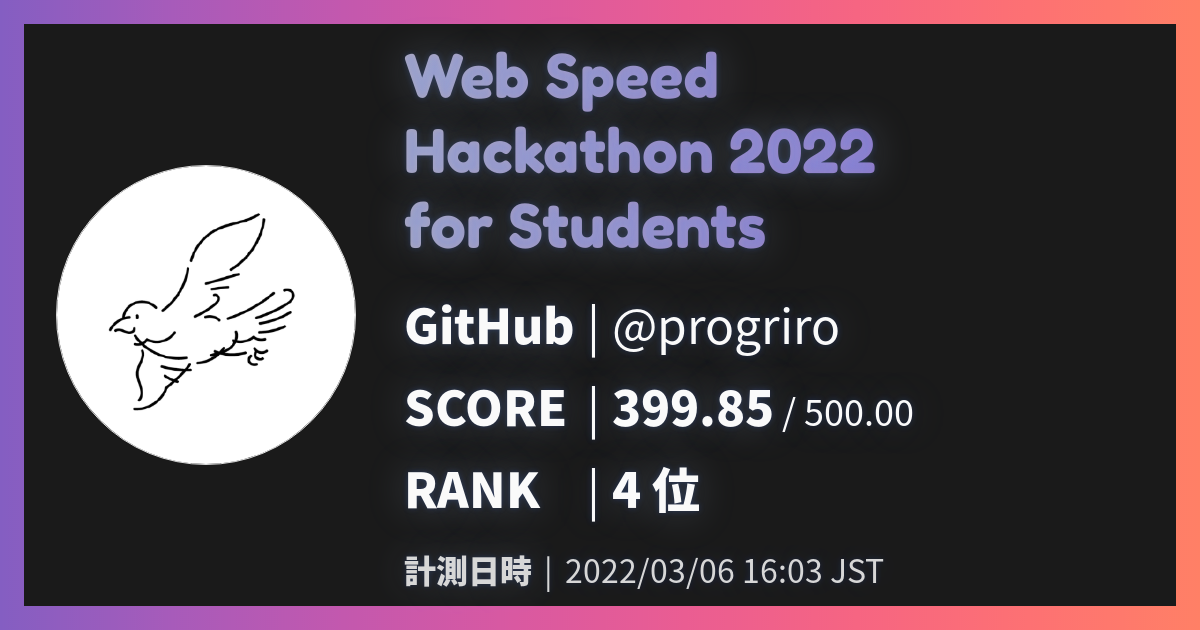 Web Speed
Hackathon 2022
for Students
GitHub | @progriro
SCORE | 399.85 / 500.00
RANK | 4 位
計測日時 | 2022/03/06 16:03 JST